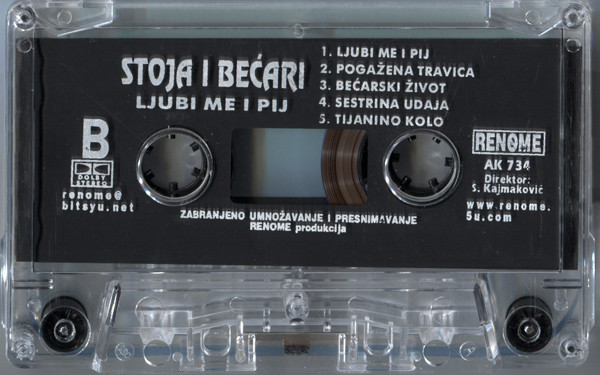 STOJA I BEĆARI
LJUBI ME I PIJ
1. LJUBI ME I PIJ
2. POGAŽENA TRAVICA
3. BEĆARSKI ŽIVOT
4. SESTRINA UDAJA
5. TIJANINO KOLO
B
DOLBY
STEREO
renome@
bitsyu.net
RENOME
AK 734
Direktor:
S. Kajmaković
www.renome.
5u.com
ZABRANJENO UMNOŽAVANJE I PRESNIMAVANJE
RENOME produkcija